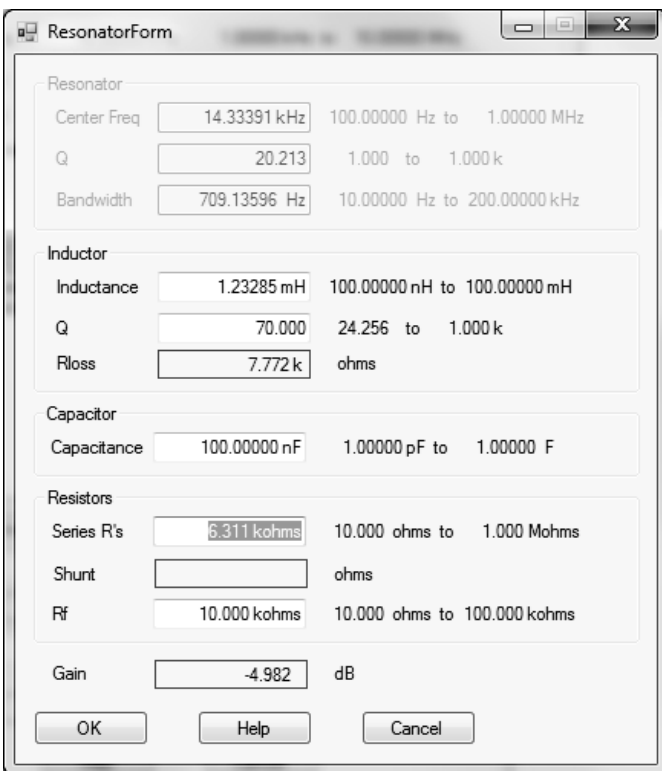 ResonatorForm
Resonator
Center Freq 14.33391 kHz 100.00000 Hz to 1.00000 MHz
Q 20.213 1.000 to 1.000 k
Bandwidth 709.13596 Hz 10.00000 Hz to 200.00000 kHz
Inductor
Inductance 1.23285 mH 100.00000 nH to 100.00000 mH
Q 70.000 24.256 to 1.000 k
Rloss 7.772 k ohms
Capacitor
Capacitance 100.00000 nF 1.00000 pF to 1.00000 F
Resistors
Series R's 6.311 kohms 10.000 ohms to 1.000 Mohms
Shunt ohms
Rf 10.000 kohms 10.000 ohms to 100.000 kohms
Gain -4.982 dB
OK Help Cancel